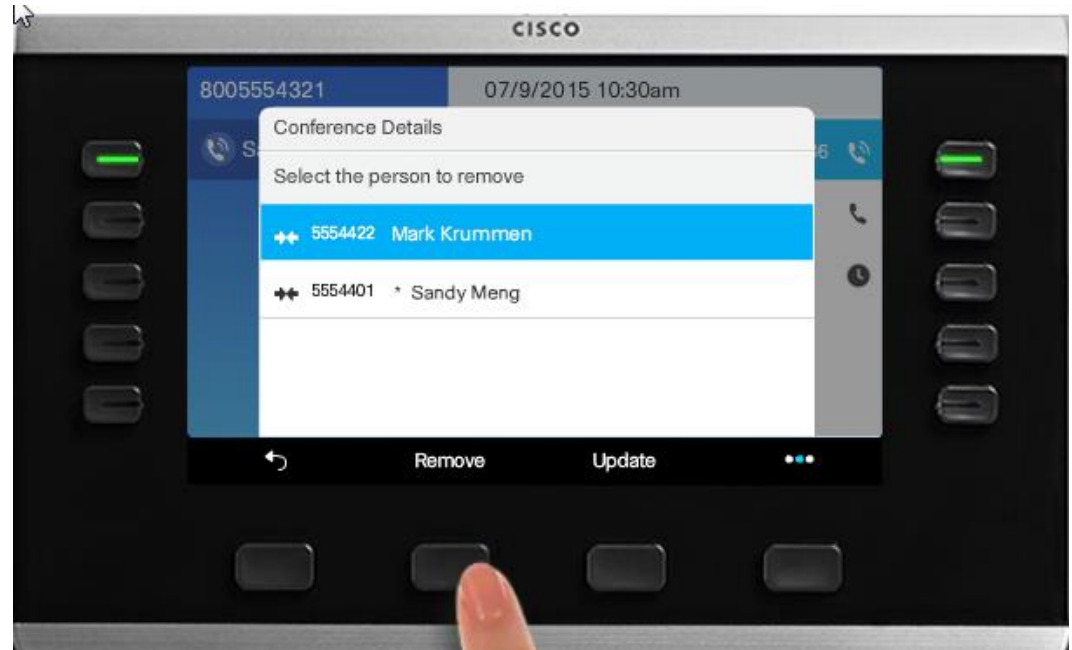 CISCO
8005554321 07/9/2015 10:30am
Conference Details
Select the person to remove
5554422 Mark Krummen
5554401 * Sandy Meng
Remove Update